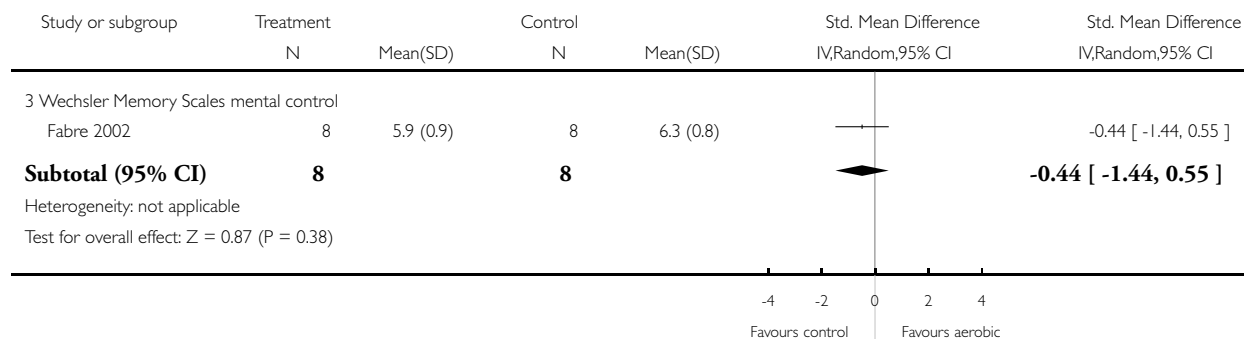 Study or subgroup Treatment Control Std. Mean Difference Std. Mean Difference
N Mean(SD) N Mean(SD) IV,Random,95% CI IV,Random,95% CI
3 Wechsler Memory Scales mental control
Fabre 2002 8 5.9 (0.9) 8 6.3 (0.8) -0.44 [ -1.44, 0.55 ]
Subtotal (95% CI) 8 8 -0.44 [ -1.44, 0.55 ]
Heterogeneity: not applicable
Test for overall effect: Z = 0.87 (P = 0.38)
-4 -2 0 2 4
Favours control Favours aerobic